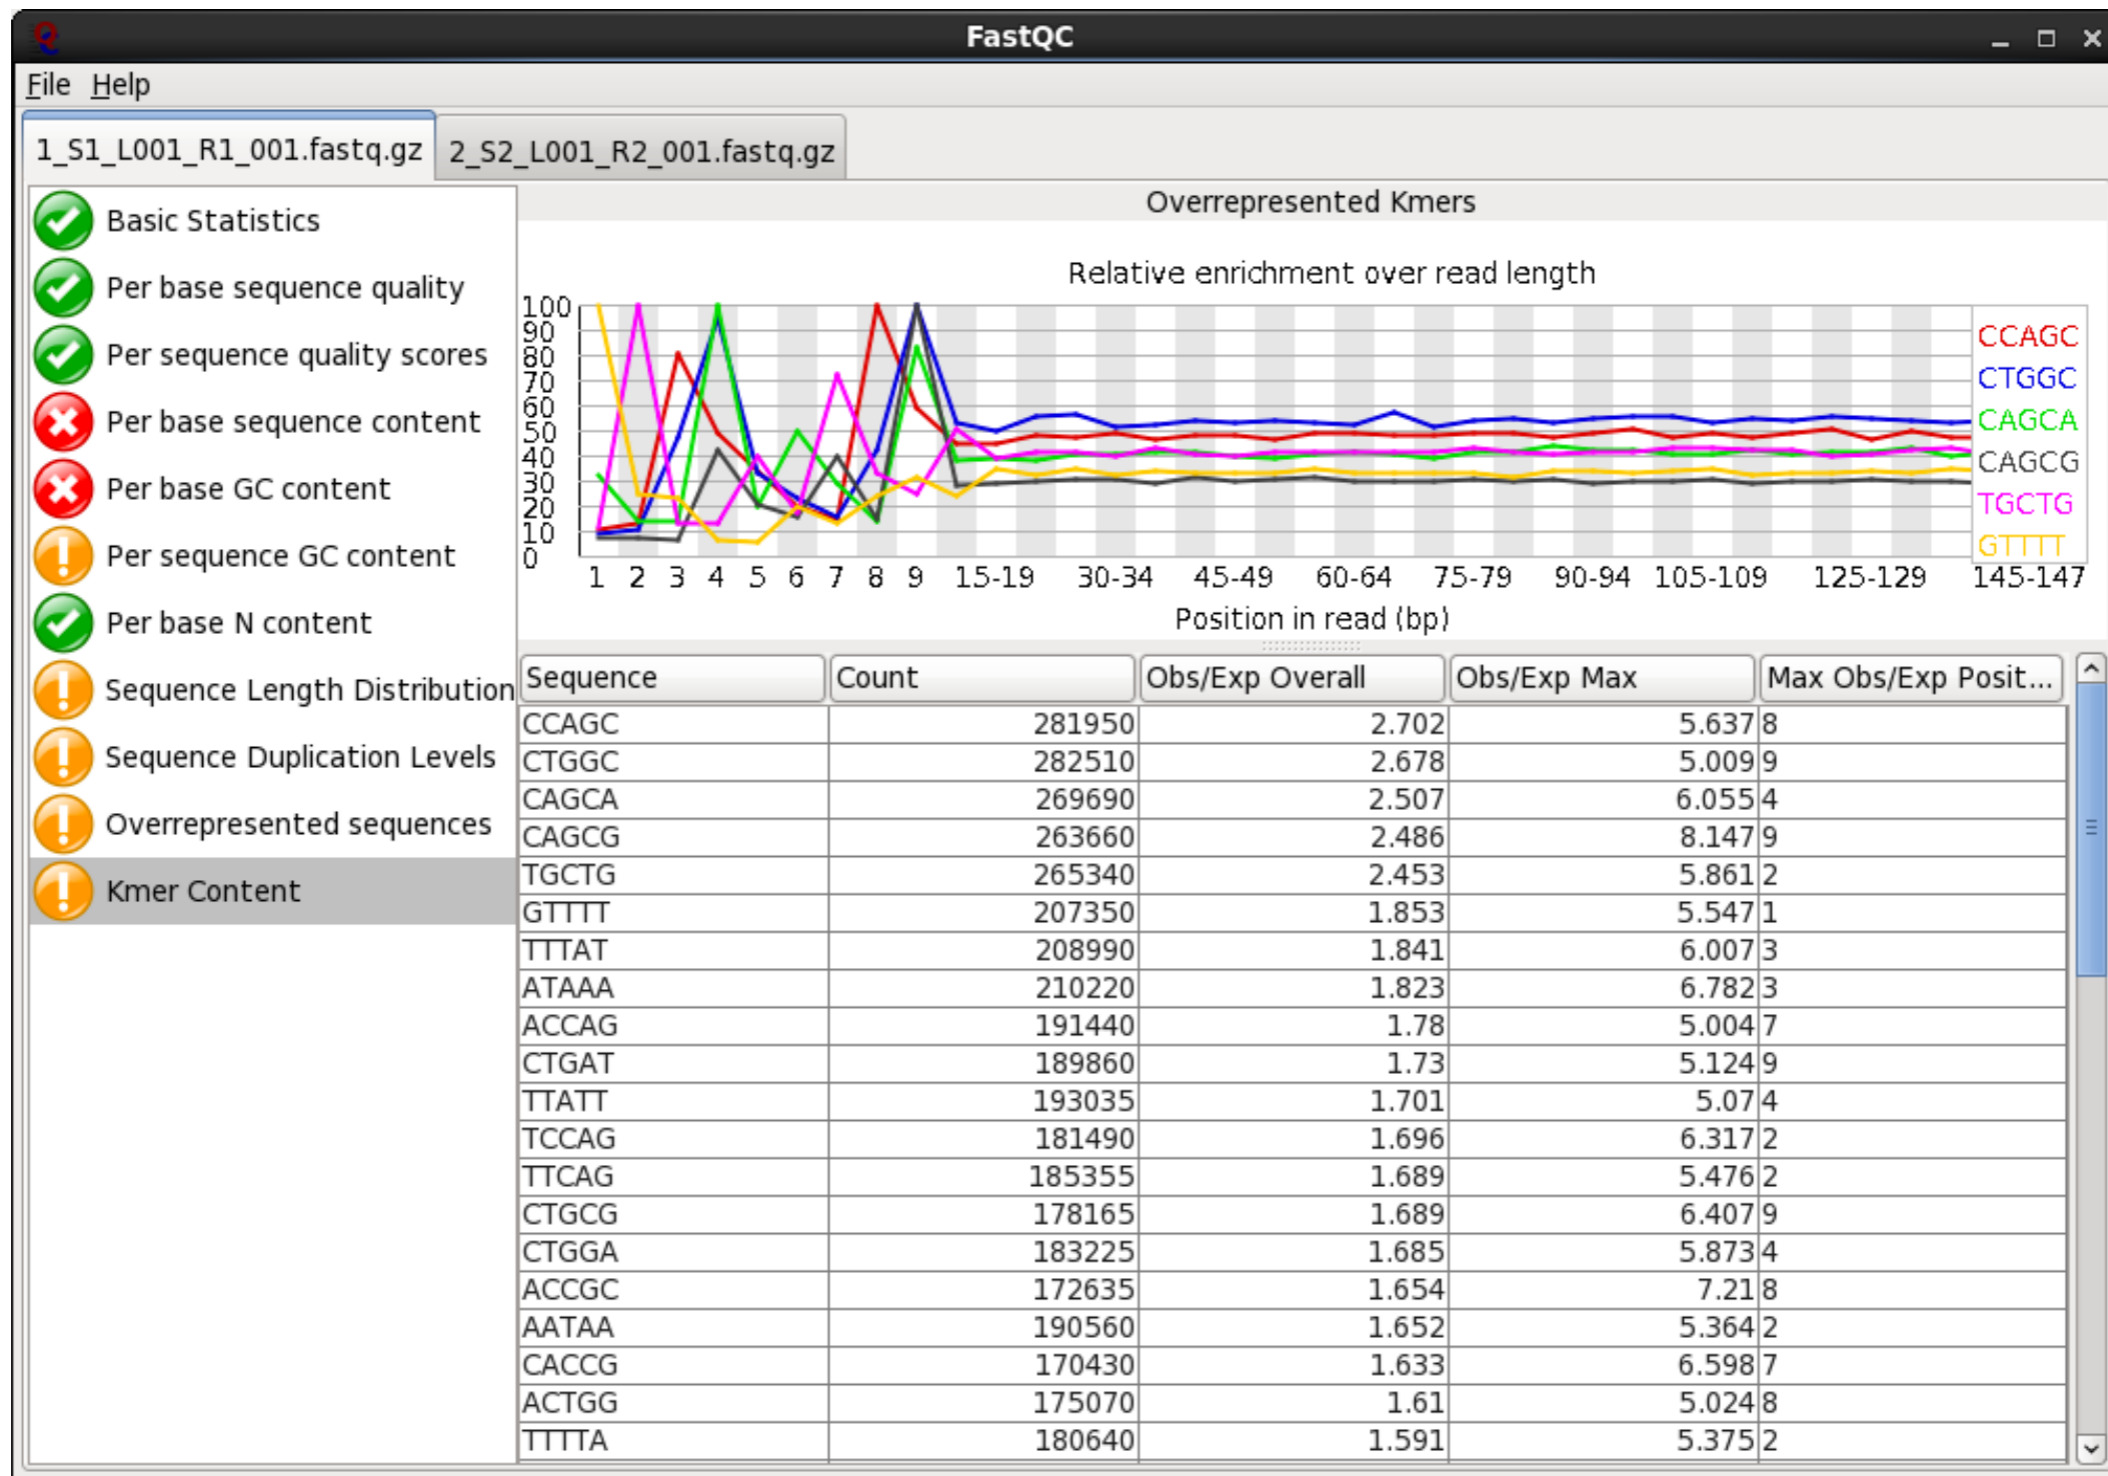 FastQC
File Help
1_S1_L001_R1_001.fastq.gz 2_S2_L001_R2_001.fastq.gz
Basic Statistics
Per base sequence quality
Per sequence quality scores
Per base sequence content
Per base GC content
Per sequence GC content
Per base N content
Sequence Length Distribution
Sequence Duplication Levels
Overrepresented sequences
Kmer Content
Overrepresented Kmers
Relative enrichment over read length
100
90
80
70
60
50
40
30
20
10
0
CCAGC
CTGGC
CAGCA
CAGCG
TGCTG
GTTTT
1 2 3 4 5 6 7 8 9 15-19 30-34 45-49 60-64 75-79 90-94 105-109 125-129 145-147
Position in read (bp)
Sequence Count Obs/Exp Overall Obs/Exp Max Max Obs/Exp Posit...
CCAGC 281950 2.702 5.637 8
CTGGC 282510 2.678 5.009 9
CAGCA 269690 2.507 6.055 4
CAGCG 263660 2.486 8.147 9
TGCTG 265340 2.453 5.861 2
GTTTT 207350 1.853 5.547 1
TTTAT 208990 1.841 6.007 3
ATAAA 210220 1.823 6.782 3
ACCAG 191440 1.78 5.004 7
CTGAT 189860 1.73 5.124 9
TTATT 193035 1.701 5.07 4
TCCAG 181490 1.696 6.317 2
TTCAG 185355 1.689 5.476 2
CTGCG 178165 1.689 6.407 9
CTGGA 183225 1.685 5.873 4
ACCGC 172635 1.654 7.21 8
AATAA 190560 1.652 5.364 2
CACCG 170430 1.633 6.598 7
ACTGG 175070 1.61 5.024 8
TTTTA 180640 1.591 5.375 2